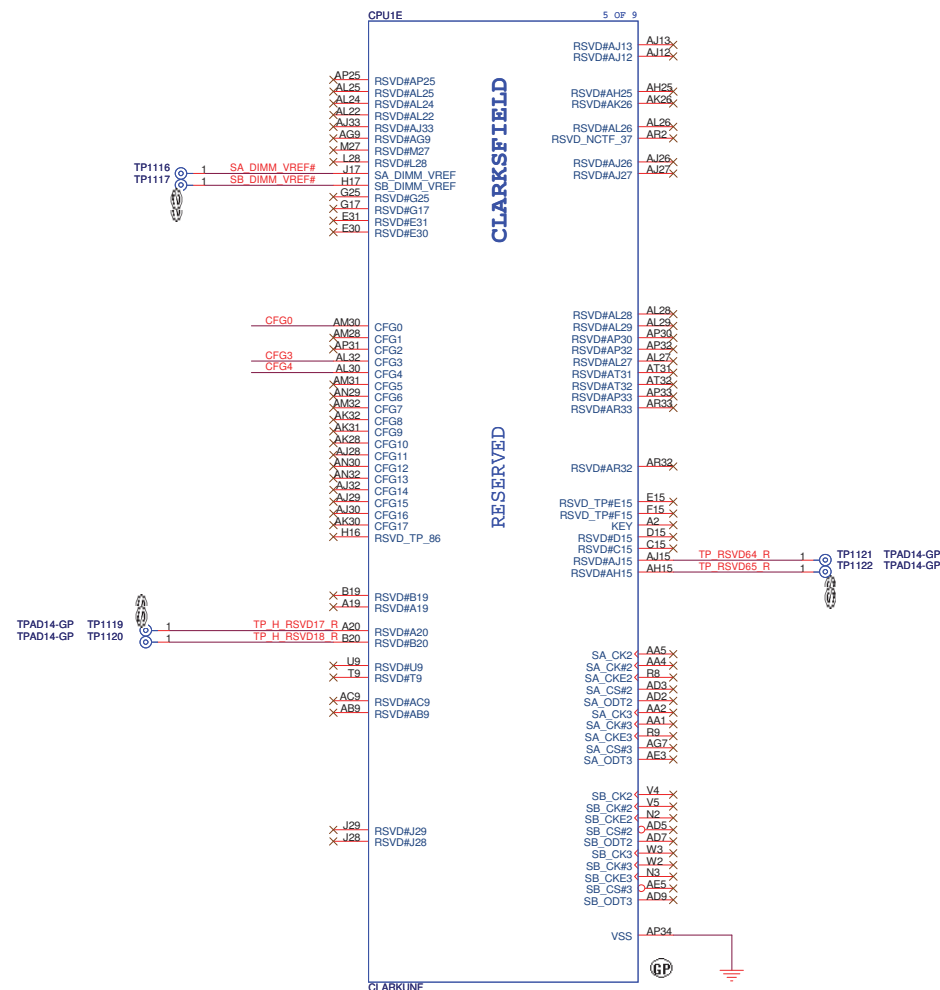 CPU1E 5 OF 9
AJ13 RSVD#AJ13
AJ12 RSVD#AJ12
AP25 RSVD#AP25
AL25 RSVD#AL25
AL24 RSVD#AL24
AL22 RSVD#AL22
AJ33 RSVD#AJ33
AG9 RSVD#AG9
M27 RSVD#M27
L28 RSVD#L28
TP1116 1 SA_DIMM_VREF# J17 SA_DIMM_VREF
TP1117 1 SB_DIMM_VREF# H17 SB_DIMM_VREF
G25 RSVD#G25
G17 RSVD#G17
E31 RSVD#E31
E30 RSVD#E30
CLARKSFIELD
RSVD#AH25 AH25
RSVD#AK26 AK26
RSVD#AL26 AL26
RSVD_NCTF_37 AR2
RSVD#AJ26 AJ26
RSVD#AJ27 AJ27
CFG0 AM30 CFG0
AM28 CFG1
AP31 CFG2
CFG3 AL32 CFG3
CFG4 AL30 CFG4
AM31 CFG5
AN29 CFG6
AM32 CFG7
AK32 CFG8
AK31 CFG9
AK28 CFG10
AJ28 CFG11
AN30 CFG12
AN32 CFG13
AJ32 CFG14
AJ29 CFG15
AJ30 CFG16
AK30 CFG17
H16 RSVD_TP_86
RESERVED
RSVD#AL28 AL28
RSVD#AL29 AL29
RSVD#AP30 AP30
RSVD#AP32 AP32
RSVD#AL27 AL27
RSVD#AT31 AT31
RSVD#AT32 AT32
RSVD#AP33 AP33
RSVD#AR33 AR33
RSVD#AR32 AR32
RSVD_TP#E15 E15
RSVD_TP#F15 F15
KEY A2
RSVD#D15 D15
RSVD#C15 C15
RSVD#AJ15 AJ15 TP_RSVD64_R 1 TP1121 TPAD14-GP
RSVD#AH15 AH15 TP_RSVD65_R 1 TP1122 TPAD14-GP
B19 RSVD#B19
A19 RSVD#A19
TPAD14-GP TP1119 1 TP_H_RSVD17_R A20 RSVD#A20
TPAD14-GP TP1120 1 TP_H_RSVD18_R B20 RSVD#B20
U9 RSVD#U9
T9 RSVD#T9
AC9 RSVD#AC9
AB9 RSVD#AB9
J29 RSVD#J29
J28 RSVD#J28
SA_CK2 AA5
SA_CK#2 AA4
SA_CKE2 R8
SA_CS#2 AD3
SA_ODT2 AD2
SA_CK3 AA2
SA_CK#3 AA1
SA_CKE3 R9
SA_CS#3 AG7
SA_ODT3 AE3
SB_CK2 V4
SB_CK#2 V5
SB_CKE2 N2
SB_CS#2 AD5
SB_ODT2 AD7
SB_CK3 W3
SB_CK#3 W2
SB_CKE3 N3
SB_CS#3 AE5
SB_ODT3 AD9
VSS AP34
GP
CLARKUNF